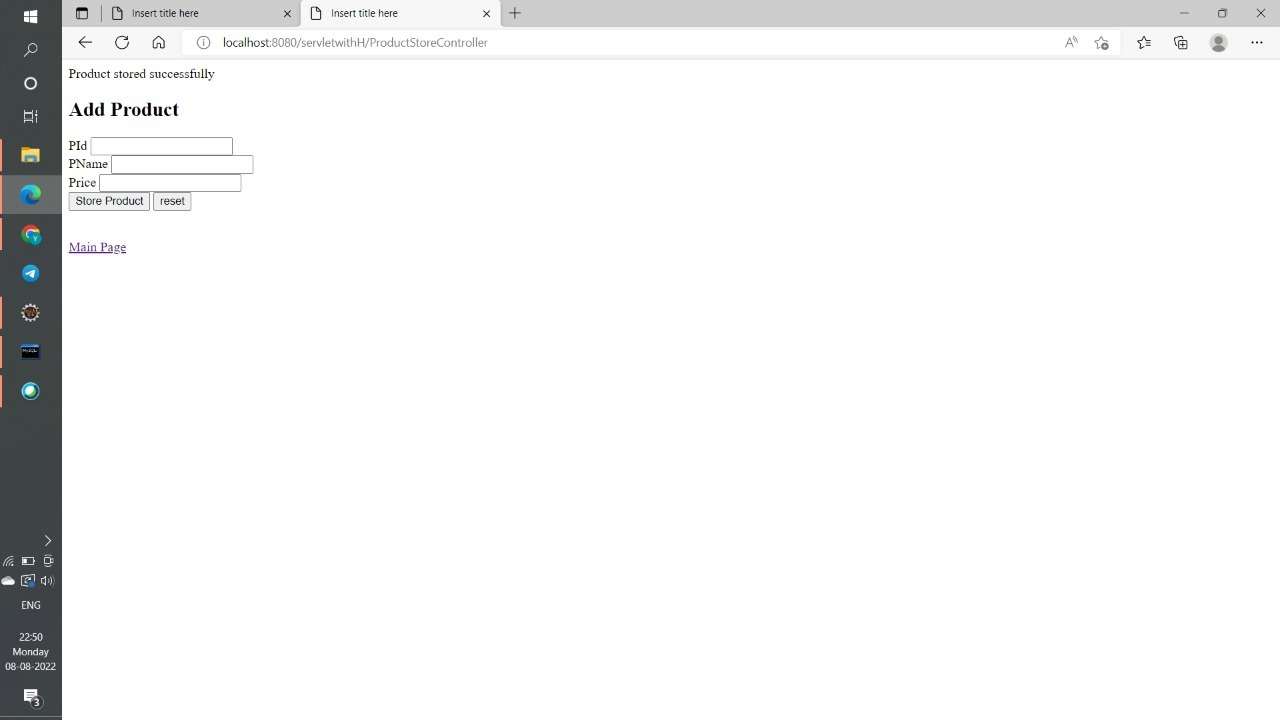 Insert title here
Insert title here
localhost:8080/servletwithH/ProductStoreController
Product stored successfully
Add Product
PId
PName
Price
Store Product reset
Main Page
ENG
22:50
Monday
08-08-2022
3